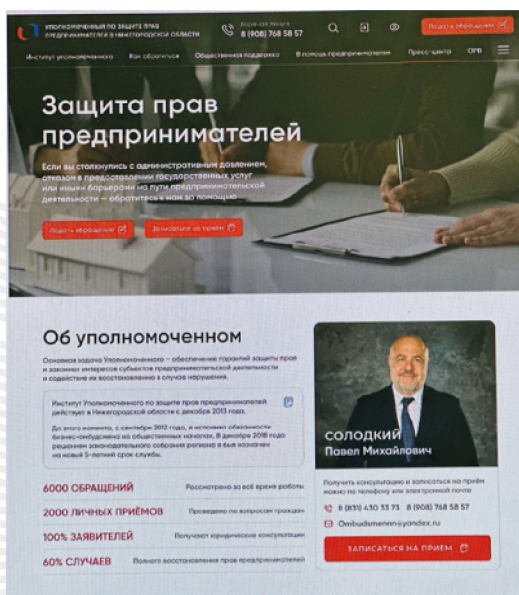 УПОЛНОМОЧЕННЫЙ ПО ЗАЩИТЕ ПРАВ
ПРЕДПРИНИМАТЕЛЕЙ В НИЖЕГОРОДСКОЙ ОБЛАСТИ
Горячая линия
8 (908) 768 58 57
Подать обращение
Институт уполномоченного Как обратиться Общественная поддержка В помощь предпринимателям Пресс-центр ОРВ
Защита прав
предпринимателей
Если вы столкнулись с административным давлением,
отказом в предоставлении государственных услуг
или иными барьерами на пути предпринимательской
деятельности — обратитесь к нам за помощью
Подать обращение Записаться на прием
Об уполномоченном
Основная задача Уполномоченного — обеспечение гарантий защиты прав
и законных интересов субъектов предпринимательской деятельности
и содействие их восстановлению в случае нарушения.
Институт Уполномоченного по защите прав предпринимателей
действует в Нижегородской области с декабря 2013 года.
До этого момента, с сентября 2012 года, я исполнял обязанности
бизнес-омбудсмена на общественных началах. В декабре 2018 года
решением законодательного собрания региона я был назначен
на новый 5-летний срок службы.
6000 ОБРАЩЕНИЙ Рассмотрено за всё время работы
2000 ЛИЧНЫХ ПРИЁМОВ Проведено по вопросам граждан
100% ЗАЯВИТЕЛЕЙ Получают юридические консультации
60% СЛУЧАЕВ Полного восстановления прав предпринимателей
СОЛОДКИЙ
Павел Михайлович
Получить консультацию и записаться на приём
можно по телефону или электронной почте
8 (831) 430 33 73 8 (908) 768 58 57
Ombudsmennn@yandex.ru
ЗАПИСАТЬСЯ НА ПРИЕМ